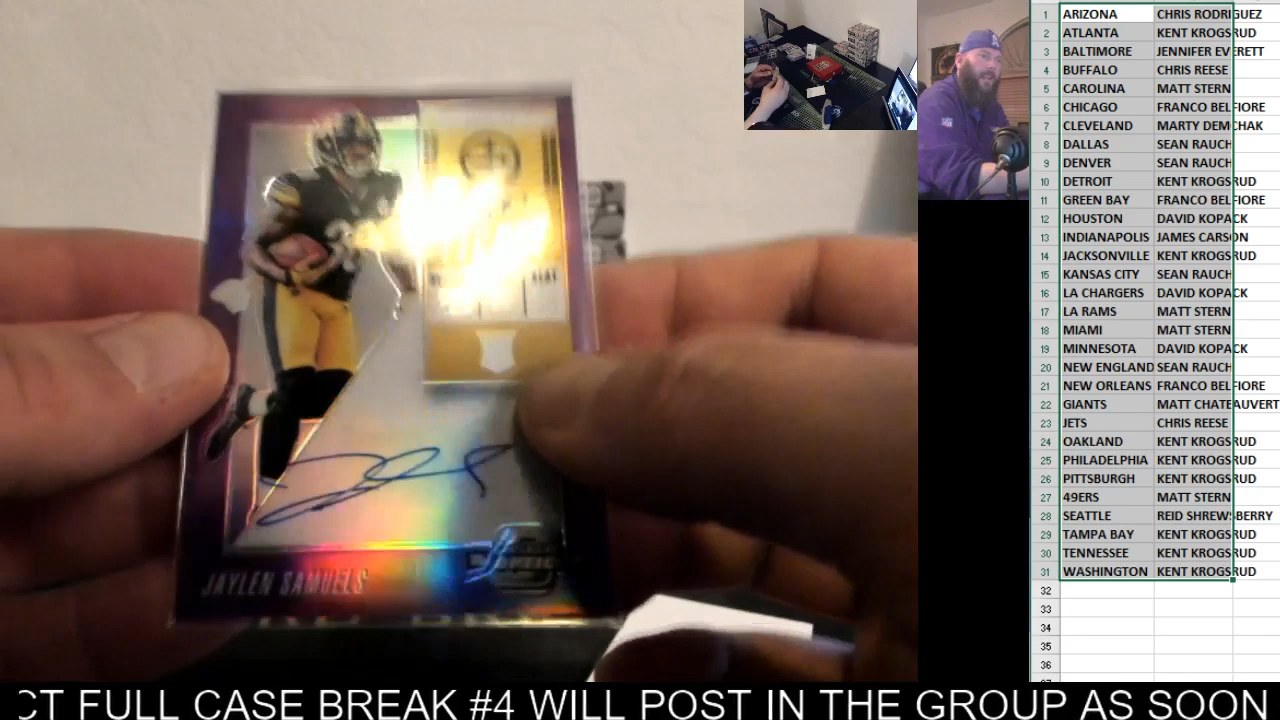 JAYLEN SAMUELS
OPTIC
1 ARIZONA CHRIS RODRIGUEZ
2 ATLANTA KENT KROGSRUD
3 BALTIMORE JENNIFER EVERETT
4 BUFFALO CHRIS REESE
5 CAROLINA MATT STERN
6 CHICAGO FRANCO BELFIORE
7 CLEVELAND MARTY DEMCHAK
8 DALLAS SEAN RAUCH
9 DENVER SEAN RAUCH
10 DETROIT KENT KROGSRUD
11 GREEN BAY FRANCO BELFIORE
12 HOUSTON DAVID KOPACK
13 INDIANAPOLIS JAMES CARSON
14 JACKSONVILLE KENT KROGSRUD
15 KANSAS CITY SEAN RAUCH
16 LA CHARGERS DAVID KOPACK
17 LA RAMS MATT STERN
18 MIAMI MATT STERN
19 MINNESOTA DAVID KOPACK
20 NEW ENGLAND SEAN RAUCH
21 NEW ORLEANS FRANCO BELFIORE
22 GIANTS MATT CHATEAUVERT
23 JETS CHRIS REESE
24 OAKLAND KENT KROGSRUD
25 PHILADELPHIA KENT KROGSRUD
26 PITTSBURGH KENT KROGSRUD
27 49ERS MATT STERN
28 SEATTLE REID SHREWSBERRY
29 TAMPA BAY KENT KROGSRUD
30 TENNESSEE KENT KROGSRUD
31 WASHINGTON KENT KROGSRUD
32
33
34
35
36
CT FULL CASE BREAK #4 WILL POST IN THE GROUP AS SOON